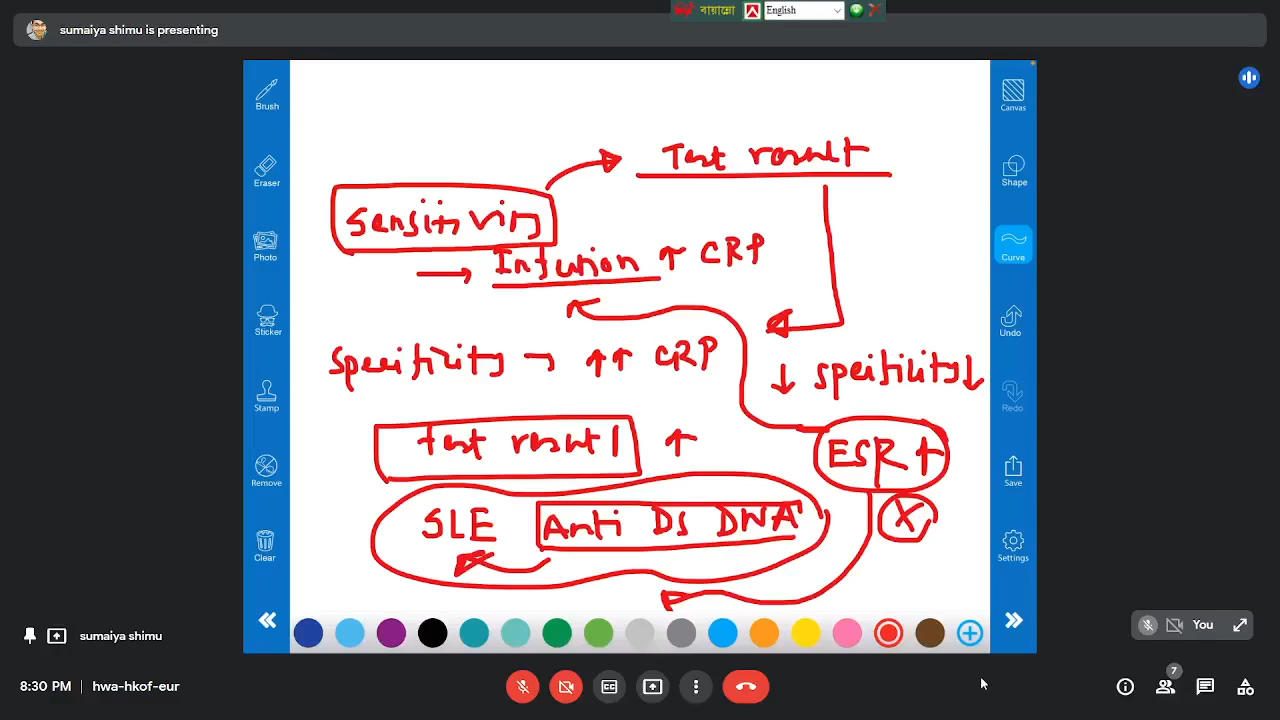 বায়ান্নো English
sumaiya shimu is presenting
Brush
Eraser
Photo
Sticker
Stamp
Remove
Clear
Test result
Sensitivity
→ Infection ↑ CRP
Specificity → ↑↑ CRP
↓ Specificity ↓
test result ↑
ESR ↑
X
SLE Anti DS DNA
Canvas
Shape
Curve
Undo
Redo
Save
Settings
sumaiya shimu
You
8:30 PM | hwa-hkof-eur
7